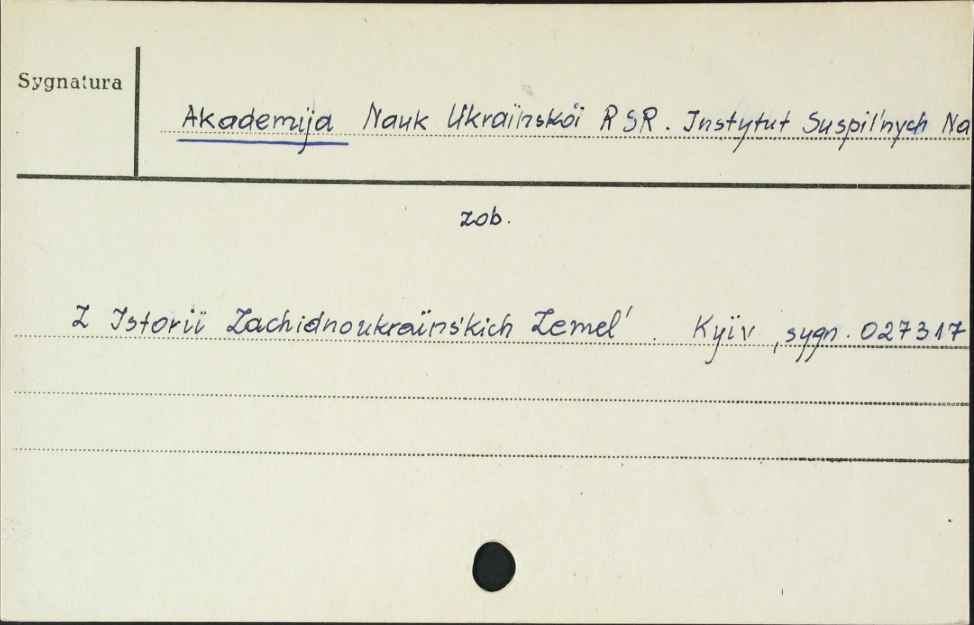 Sygnatura
Akademija Nauk Ukraïnskoï RSR. Instytut Suspil'nych Na
zob.
Z Istoriï Zachidnoukraïns'kich Zemel'. Kyïv, sygn. 027317